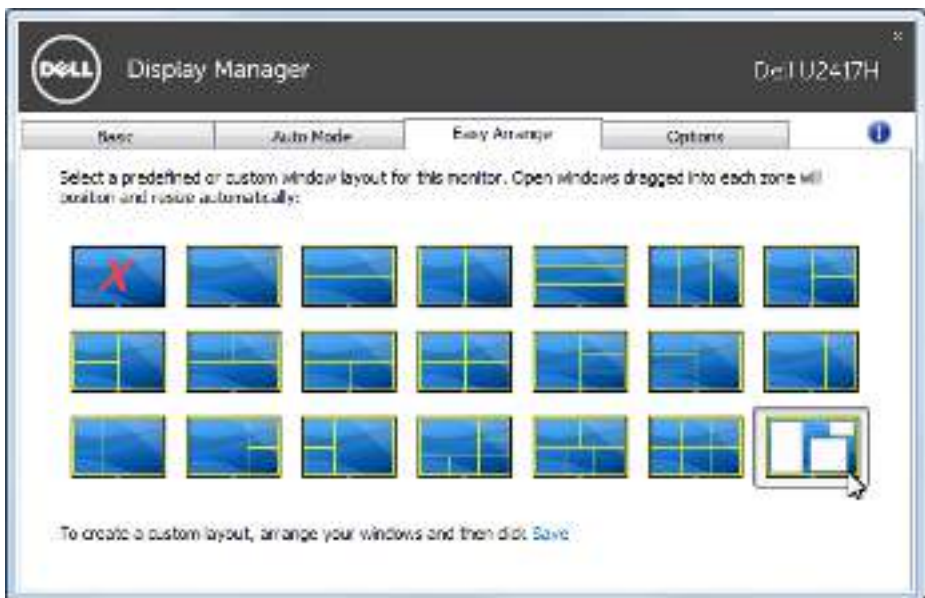 DELL
Display Manager
Dell U2417H
Basic
Auto Mode
Easy Arrange
Options
Select a predefined or custom window layout for this monitor. Open windows dragged into each zone will
position and resize automatically:
To create a custom layout, arrange your windows and then click Save